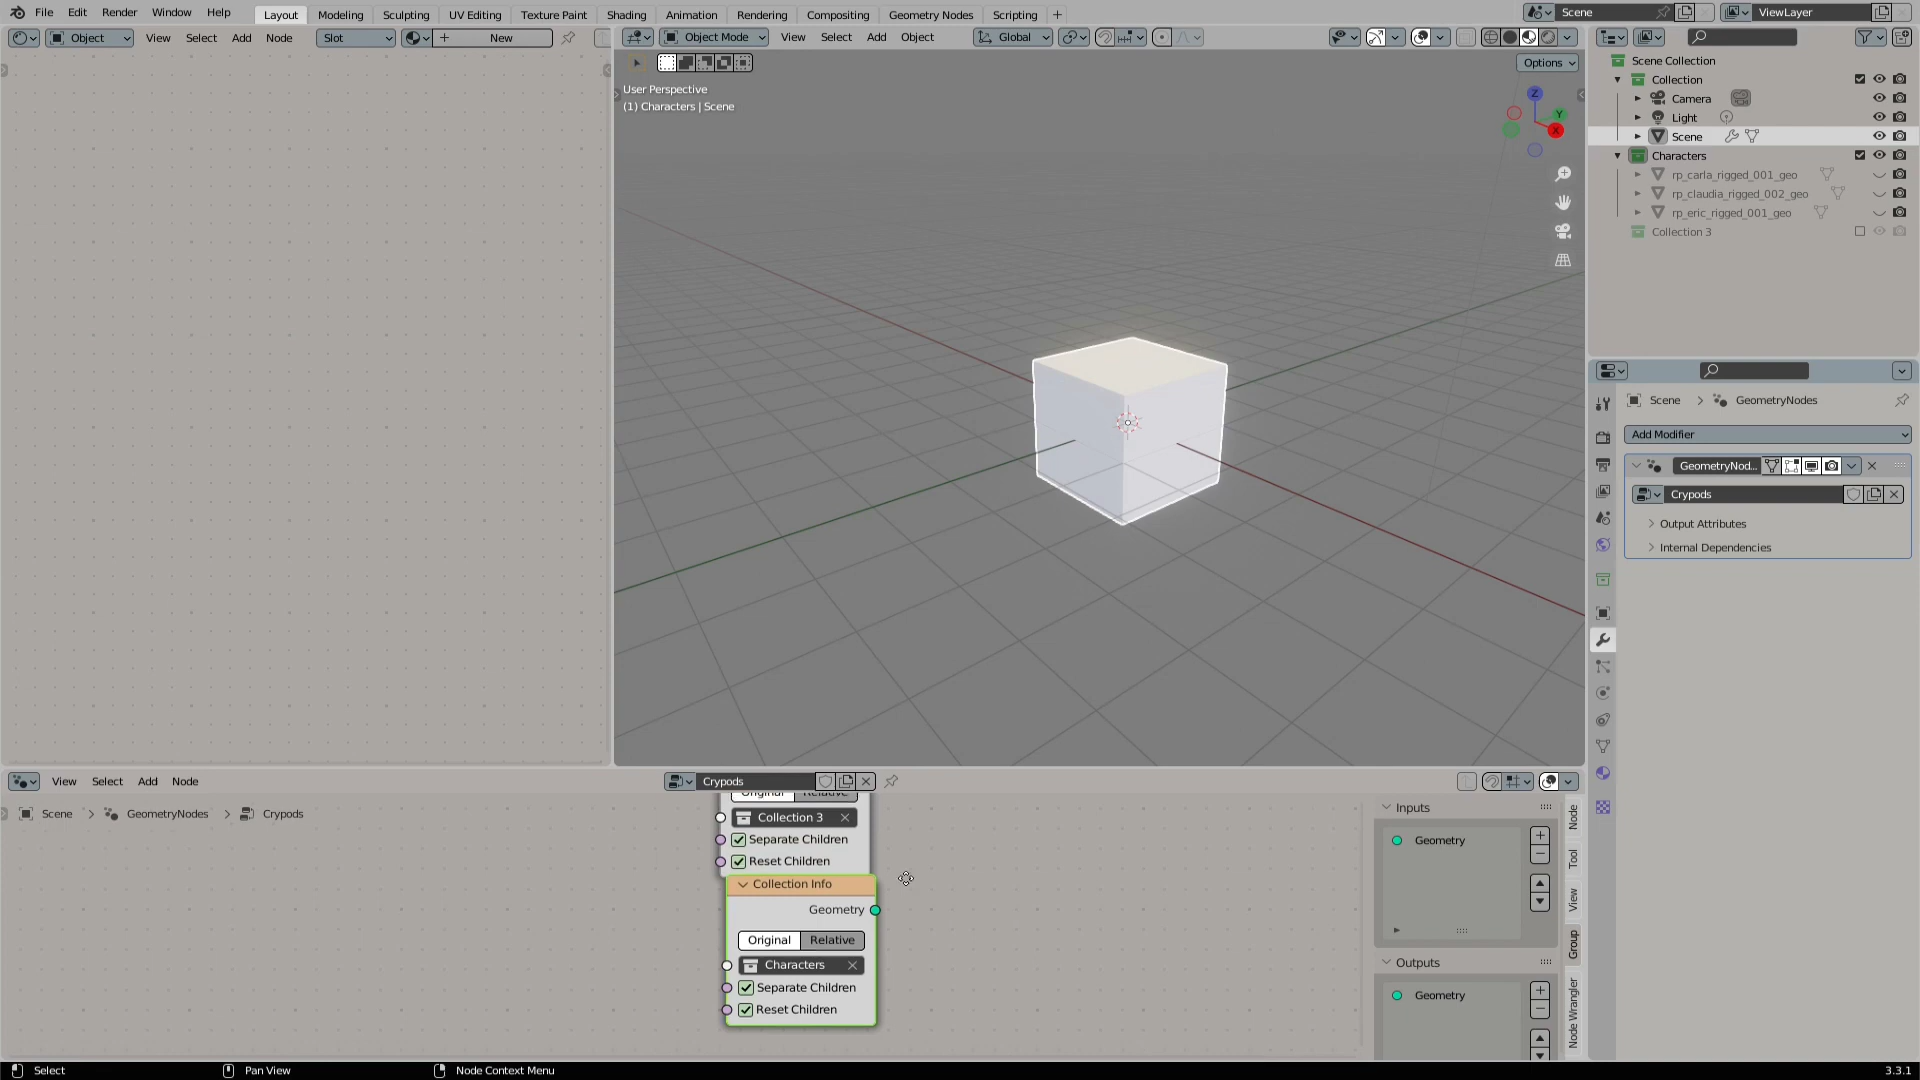 File Edit Render Window Help Layout Modeling Sculpting UV Editing Texture Paint Shading Animation Rendering Compositing Geometry Nodes Scripting + Scene ViewLayer
Object View Select Add Node Slot New
Object Mode View Select Add Object Global
Options
User Perspective
(1) Characters | Scene
Z
Y
X
Scene Collection
Collection
Camera
Light
Scene
Characters
rp_carla_rigged_001_geo
rp_claudia_rigged_002_geo
rp_eric_rigged_001_geo
Collection 3
Scene > GeometryNodes
Add Modifier
GeometryNod...
Crypods
Output Attributes
Internal Dependencies
View Select Add Node Crypods
Scene > GeometryNodes > Crypods
Original Relative
Collection 3
Separate Children
Reset Children
Collection Info
Geometry
Original Relative
Characters
Separate Children
Reset Children
Inputs
Geometry
Outputs
Geometry
Node
Tool
View
Group
Node Wrangler
Select Pan View Node Context Menu 3.3.1